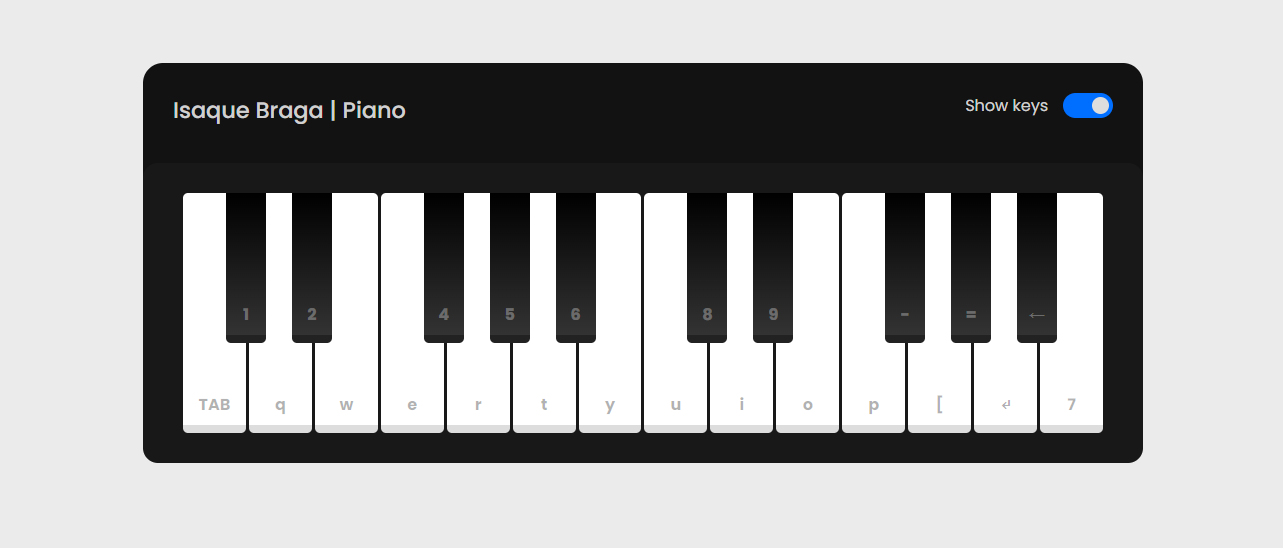 Isaque Braga | Piano
Show keys
1 2 4 5 6 8 9 - = ←
TAB q w e r t y u i o p [ ↵ 7